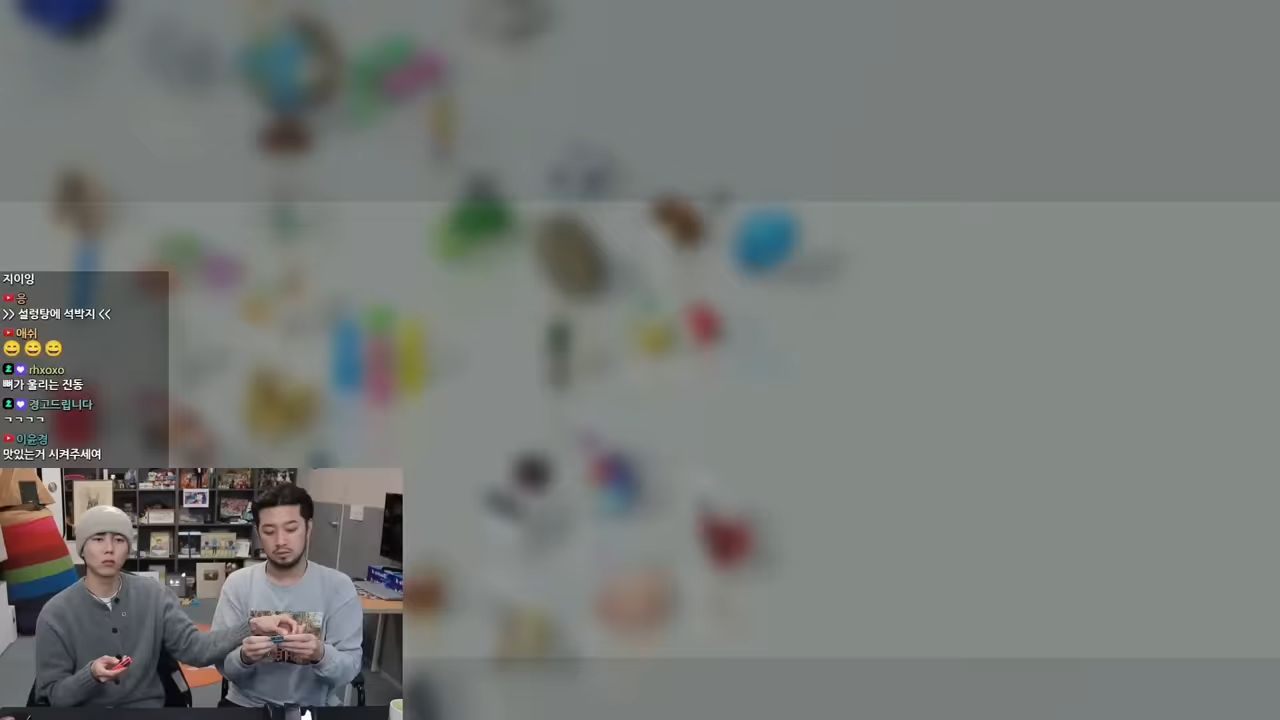 지이잉
웅
>> 설렁탕에 석박지 <<
애쉬
rhxoxo
뼈가 울리는 진동
경고드립니다
ㄱㄱㄱㄱ
이윤경
맛있는거 시켜주세여